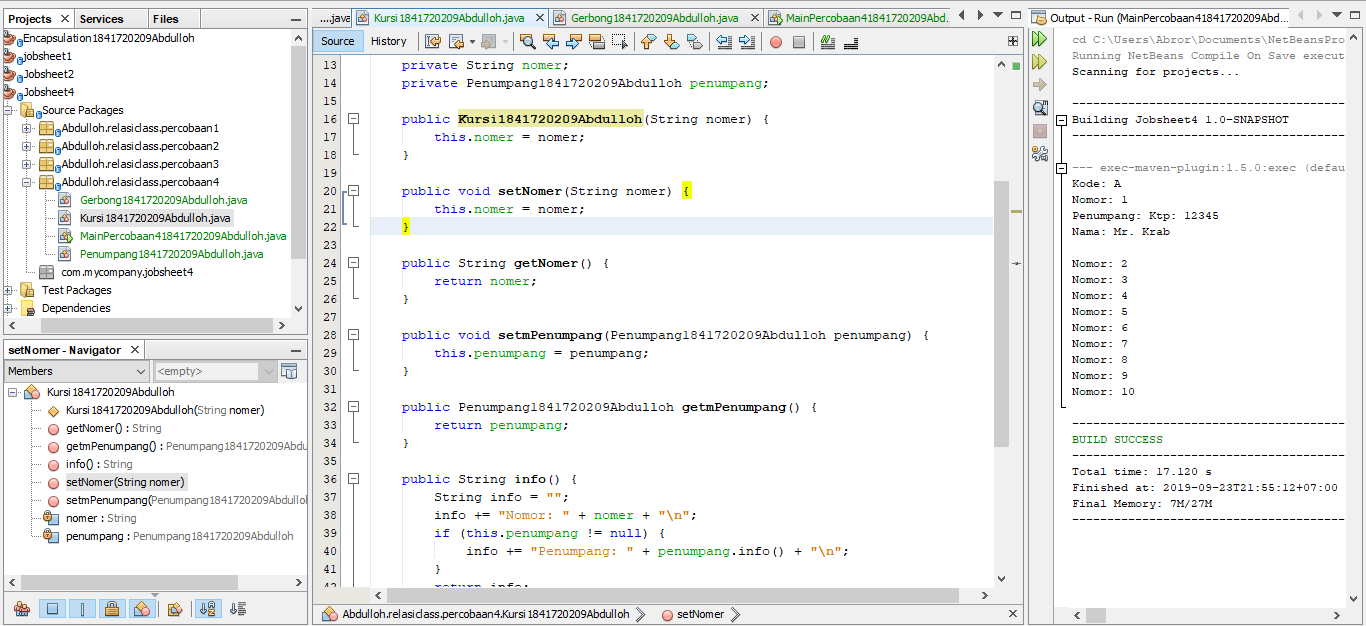 Projects
Services
Files
Encapsulation1841720209Abdulloh
jobsheet1
Jobsheet2
Jobsheet4
Source Packages
Abdulloh.relasiclass.percobaan1
Abdulloh.relasiclass.percobaan2
Abdulloh.relasiclass.percobaan3
Abdulloh.relasiclass.percobaan4
Gerbong1841720209Abdulloh.java
Kursi1841720209Abdulloh.java
MainPercobaan41841720209Abdulloh.java
Penumpang1841720209Abdulloh.java
com.mycompany.jobsheet4
Test Packages
Dependencies
setNomer - Navigator
Members
<empty>
Kursi1841720209Abdulloh
Kursi1841720209Abdulloh(String nomer)
getNomer() : String
getmPenumpang() : Penumpang1841720209Abdu
info() : String
setNomer(String nomer)
setmPenumpang(Penumpang1841720209Abdulloh
nomer : String
penumpang : Penumpang1841720209Abdulloh
....java
Kursi1841720209Abdulloh.java
Gerbong1841720209Abdulloh.java
MainPercobaan41841720209Abd...
Source
History
13 private String nomer;
14 private Penumpang1841720209Abdulloh penumpang;
15
16 public Kursi1841720209Abdulloh(String nomer) {
17 this.nomer = nomer;
18 }
19
20 public void setNomer(String nomer) {
21 this.nomer = nomer;
22 }
23
24 public String getNomer() {
25 return nomer;
26 }
27
28 public void setmPenumpang(Penumpang1841720209Abdulloh penumpang) {
29 this.penumpang = penumpang;
30 }
31
32 public Penumpang1841720209Abdulloh getmPenumpang() {
33 return penumpang;
34 }
35
36 public String info() {
37 String info = "";
38 info += "Nomor: " + nomer + "\n";
39 if (this.penumpang != null) {
40 info += "Penumpang: " + penumpang.info() + "\n";
41 }
42 return info;
Abdulloh.relasiclass.percobaan4.Kursi1841720209Abdulloh
setNomer
Output - Run (MainPercobaan41841720209Abd...
cd C:\Users\Abror\Documents\NetBeansPro
Running NetBeans Compile On Save execut
Scanning for projects...
------------------------------------
Building Jobsheet4 1.0-SNAPSHOT
------------------------------------
--- exec-maven-plugin:1.5.0:exec (defau
Kode: A
Nomor: 1
Penumpang: Ktp: 12345
Nama: Mr. Krab
Nomor: 2
Nomor: 3
Nomor: 4
Nomor: 5
Nomor: 6
Nomor: 7
Nomor: 8
Nomor: 9
Nomor: 10
------------------------------------
BUILD SUCCESS
------------------------------------
Total time: 17.120 s
Finished at: 2019-09-23T21:55:12+07:00
Final Memory: 7M/27M
------------------------------------